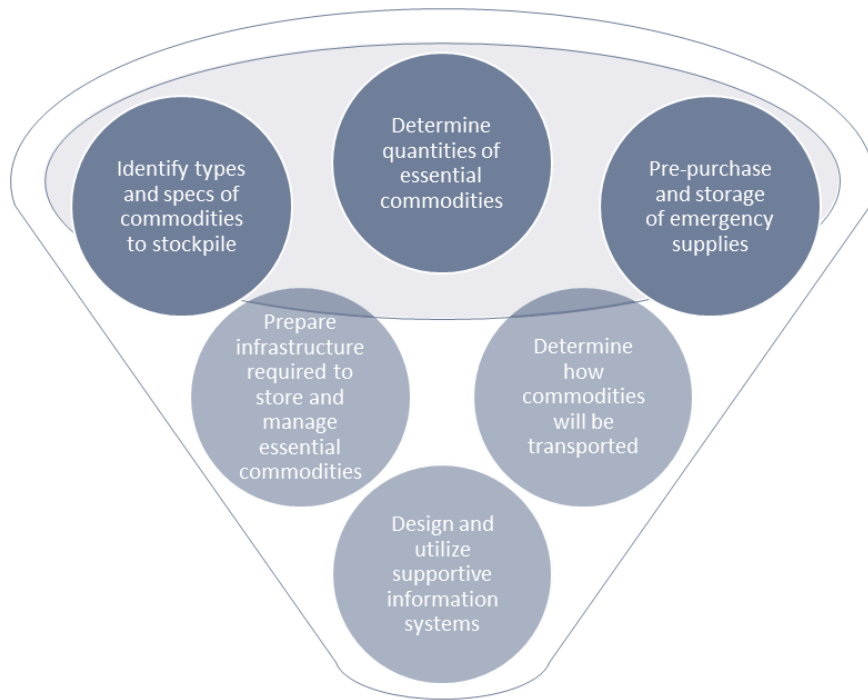 Identify types
and specs of
commodities
to stockpile
Determine
quantities of
essential
commodities
Pre-purchase
and storage
of emergency
supplies
Prepare
infrastructure
required to
store and
manage
essential
commodities
Determine
how
commodities
will be
transported
Design and
utilize
supportive
information
systems